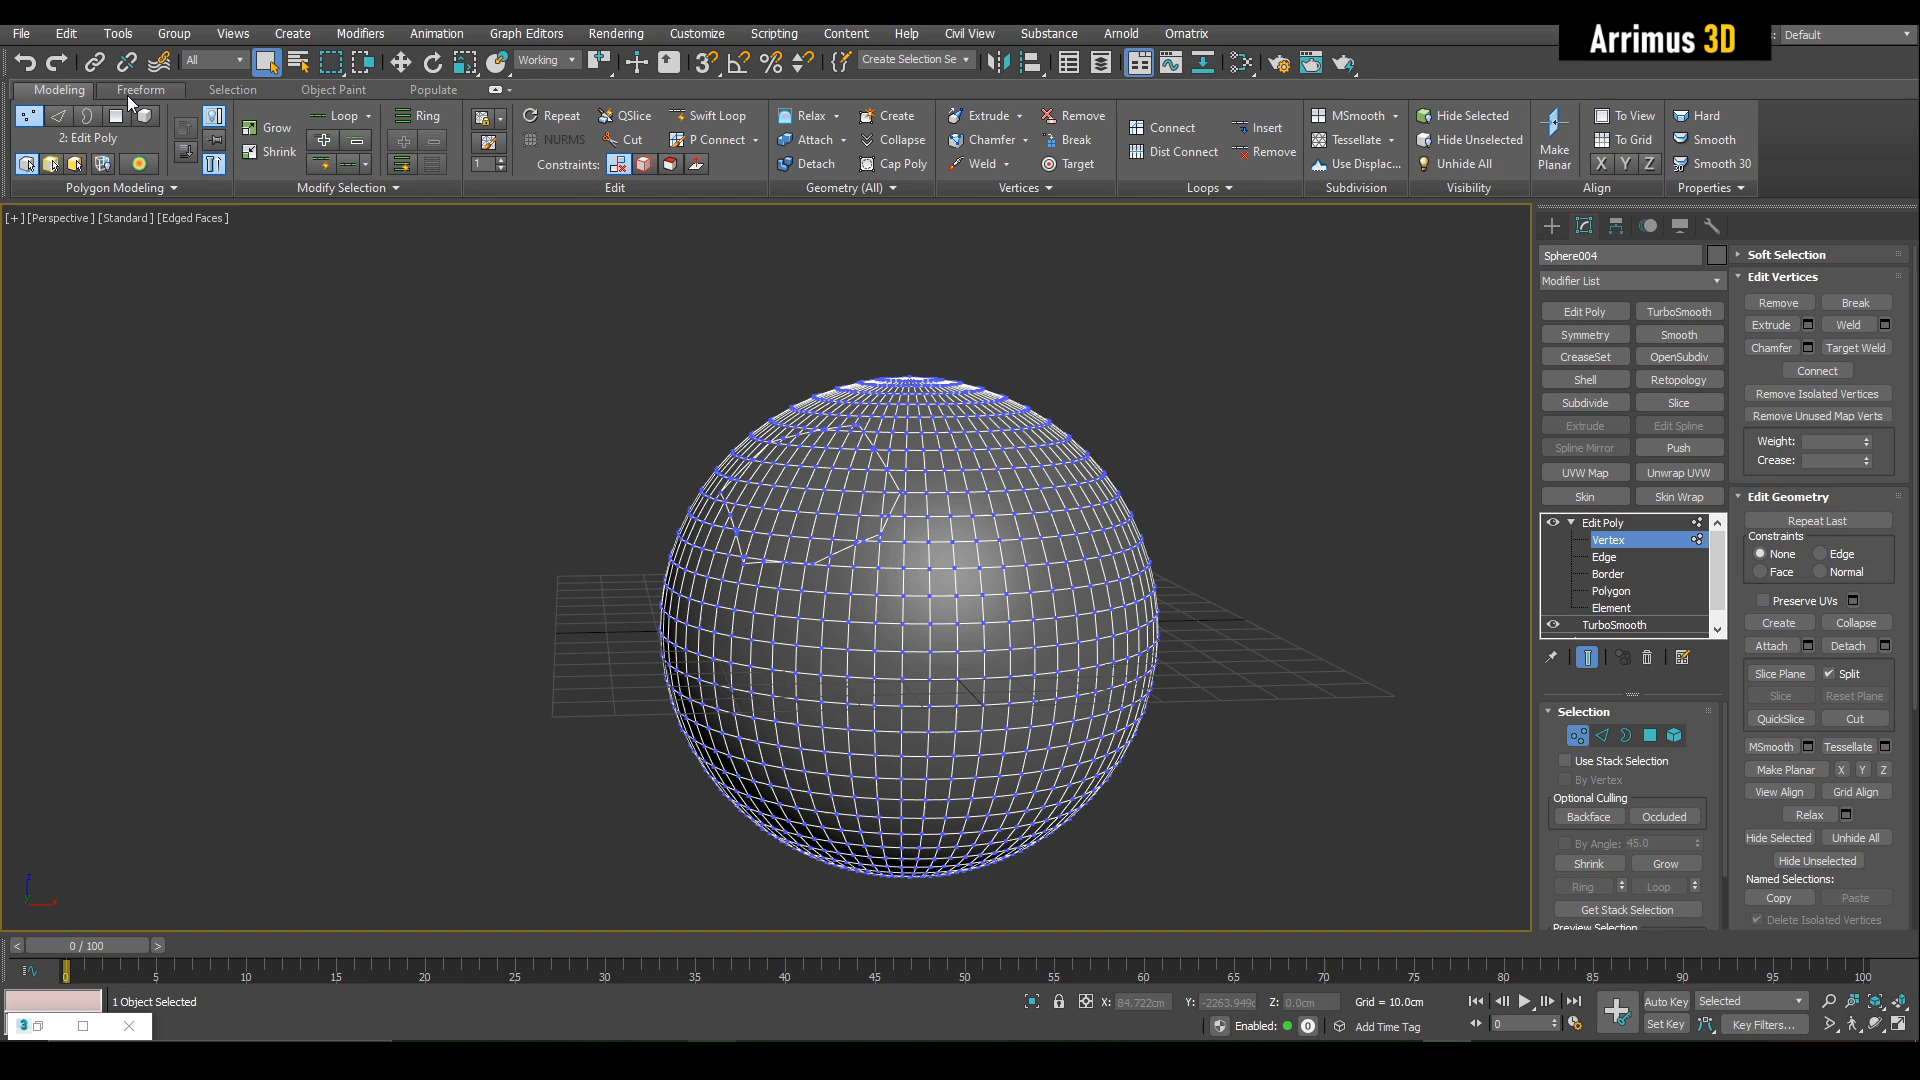 File Edit Tools Group Views Create Modifiers Animation Graph Editors Rendering Customize Scripting Content Help Civil View Substance Arnold Ornatrix
Arrimus 3D
Default
All Working Create Selection Se
Modeling Freeform Selection Object Paint Populate
2: Edit Poly
Polygon Modeling
Grow
Shrink
Loop
Ring
Modify Selection
1
Repeat QSlice Swift Loop
NURMS Cut P Connect
Constraints:
Edit
Relax Create
Attach Collapse
Detach Cap Poly
Geometry (All)
Extrude Remove
Chamfer Break
Weld Target
Vertices
Connect Insert
Dist Connect Remove
Loops
MSmooth
Tessellate
Use Displac...
Subdivision
Hide Selected
Hide Unselected
Unhide All
Visibility
Make Planar
To View
To Grid
X Y Z
Align
Hard
Smooth
Smooth 30
Properties
[+] [Perspective] [Standard] [Edged Faces]
Sphere004
Modifier List
Edit Poly TurboSmooth
Symmetry Smooth
CreaseSet OpenSubdiv
Shell Retopology
Subdivide Slice
Extrude Edit Spline
Spline Mirror Push
UVW Map Unwrap UVW
Skin Skin Wrap
Edit Poly
Vertex
Edge
Border
Polygon
Element
TurboSmooth
Selection
Use Stack Selection
By Vertex
Optional Culling
Backface Occluded
By Angle: 45.0
Shrink Grow
Ring Loop
Get Stack Selection
Preview Selection
Soft Selection
Edit Vertices
Remove Break
Extrude Weld
Chamfer Target Weld
Connect
Remove Isolated Vertices
Remove Unused Map Verts
Weight:
Crease:
Edit Geometry
Repeat Last
Constraints
None Edge
Face Normal
Preserve UVs
Create Collapse
Attach Detach
Slice Plane Split
Slice Reset Plane
QuickSlice Cut
MSmooth Tessellate
Make Planar X Y Z
View Align Grid Align
Relax
Hide Selected Unhide All
Hide Unselected
Named Selections:
Copy Paste
Delete Isolated Vertices
z
x
< 0 / 100 >
0 5 10 15 20 25 30 35 40 45 50 55 60 65 70 75 80 85 90 95 100
1 Object Selected
X: 84.722cm Y: -2263.949c Z: 0.0cm Grid = 10.0cm
Enabled: 0 Add Time Tag
0
Auto Key Selected
Set Key Key Filters...
3